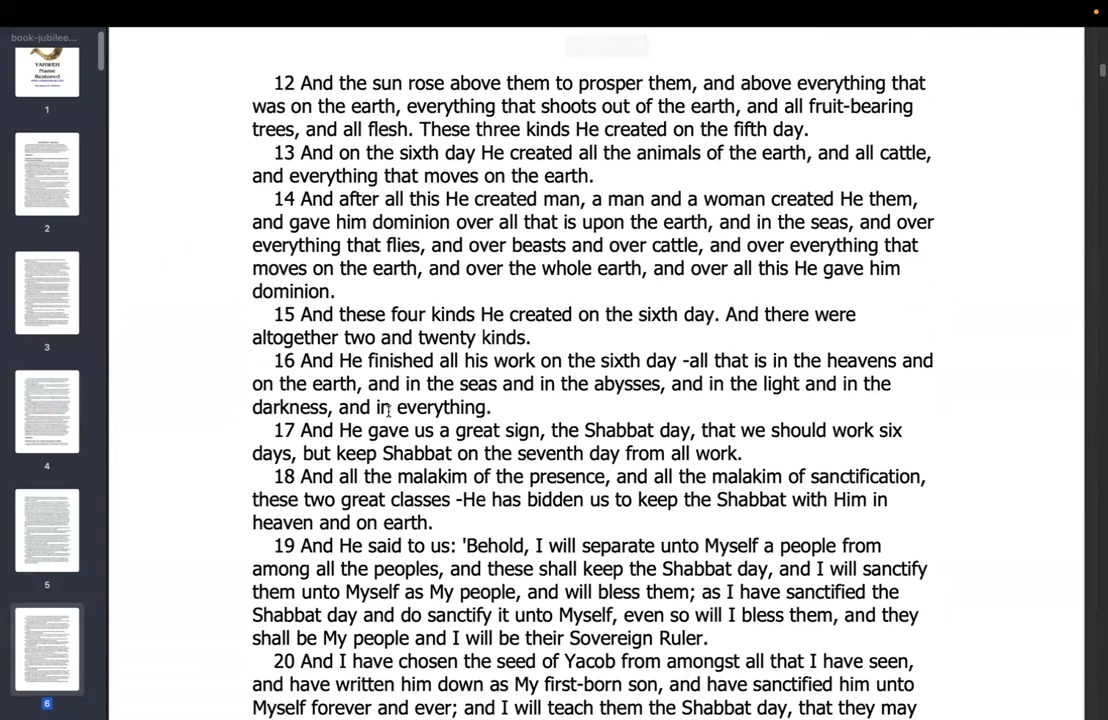 book-jubilee...
YAHWEH
Name
Restored
1
2
3
4
5
6
12 And the sun rose above them to prosper them, and above everything that
was on the earth, everything that shoots out of the earth, and all fruit-bearing
trees, and all flesh. These three kinds He created on the fifth day.
13 And on the sixth day He created all the animals of the earth, and all cattle,
and everything that moves on the earth.
14 And after all this He created man, a man and a woman created He them,
and gave him dominion over all that is upon the earth, and in the seas, and over
everything that flies, and over beasts and over cattle, and over everything that
moves on the earth, and over the whole earth, and over all this He gave him
dominion.
15 And these four kinds He created on the sixth day. And there were
altogether two and twenty kinds.
16 And He finished all his work on the sixth day -all that is in the heavens and
on the earth, and in the seas and in the abysses, and in the light and in the
darkness, and in everything.
17 And He gave us a great sign, the Shabbat day, that we should work six
days, but keep Shabbat on the seventh day from all work.
18 And all the malakim of the presence, and all the malakim of sanctification,
these two great classes -He has bidden us to keep the Shabbat with Him in
heaven and on earth.
19 And He said to us: 'Behold, I will separate unto Myself a people from
among all the peoples, and these shall keep the Shabbat day, and I will sanctify
them unto Myself as My people, and will bless them; as I have sanctified the
Shabbat day and do sanctify it unto Myself, even so will I bless them, and they
shall be My people and I will be their Sovereign Ruler.
20 And I have chosen the seed of Yacob from amongst all that I have seen,
and have written him down as My first-born son, and have sanctified him unto
Myself forever and ever; and I will teach them the Shabbat day, that they may